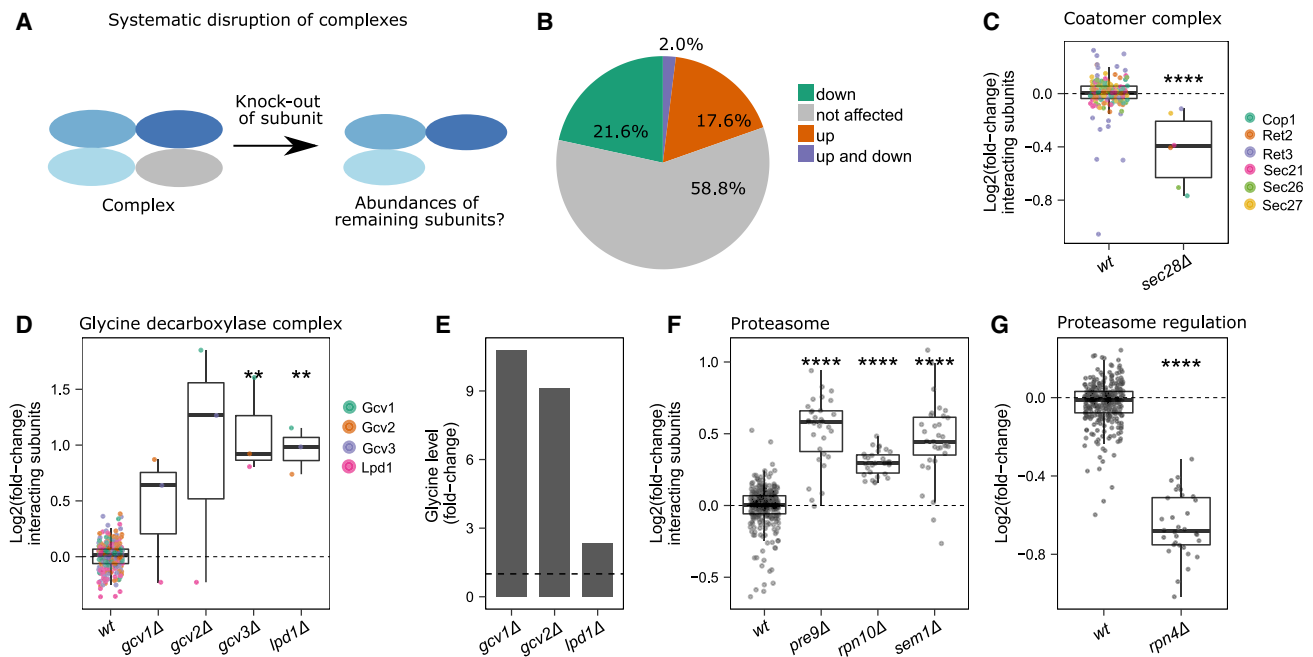 A
Systematic disruption of complexes
Knock-out
of subunit
Complex
Abundances of
remaining subunits?
B
2.0%
17.6%
21.6%
58.8%
down
not affected
up
up and down
C
Coatomer complex
Log2(fold−change)
interacting subunits
0.0
−0.4
−0.8
****
wt
sec28Δ
Cop1
Ret2
Ret3
Sec21
Sec26
Sec27
D
Glycine decarboxylase complex
Log2(fold−change)
interacting subunits
1.5
1.0
0.5
0.0
**
**
wt
gcv1Δ
gcv2Δ
gcv3Δ
lpd1Δ
Gcv1
Gcv2
Gcv3
Lpd1
E
Glycine level
(fold−change)
9
6
3
0
gcv1Δ
gcv2Δ
lpd1Δ
F
Proteasome
Log2(fold−change)
interacting subunits
1.0
0.5
0.0
−0.5
****
****
****
wt
pre9Δ
rpn10Δ
sem1Δ
G
Proteasome regulation
Log2(fold−change)
0.0
−0.4
−0.8
****
wt
rpn4Δ